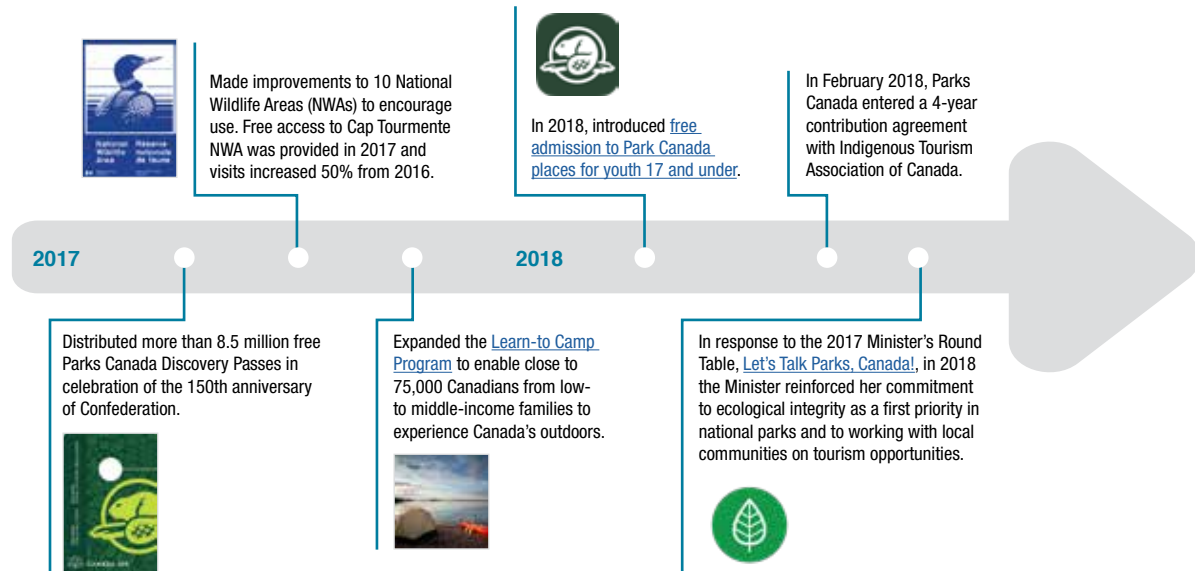 National
Wildlife
Area
Réserve
nationale
de faune
Made improvements to 10 National
Wildlife Areas (NWAs) to encourage
use. Free access to Cap Tourmente
NWA was provided in 2017 and
visits increased 50% from 2016.
In 2018, introduced free
admission to Park Canada
places for youth 17 and under.
In February 2018, Parks
Canada entered a 4-year
contribution agreement
with Indigenous Tourism
Association of Canada.
2017
2018
Distributed more than 8.5 million free
Parks Canada Discovery Passes in
celebration of the 150th anniversary
of Confederation.
Expanded the Learn-to Camp
Program to enable close to
75,000 Canadians from low-
to middle-income families to
experience Canada's outdoors.
In response to the 2017 Minister's Round
Table, Let's Talk Parks, Canada!, in 2018
the Minister reinforced her commitment
to ecological integrity as a first priority in
national parks and to working with local
communities on tourism opportunities.